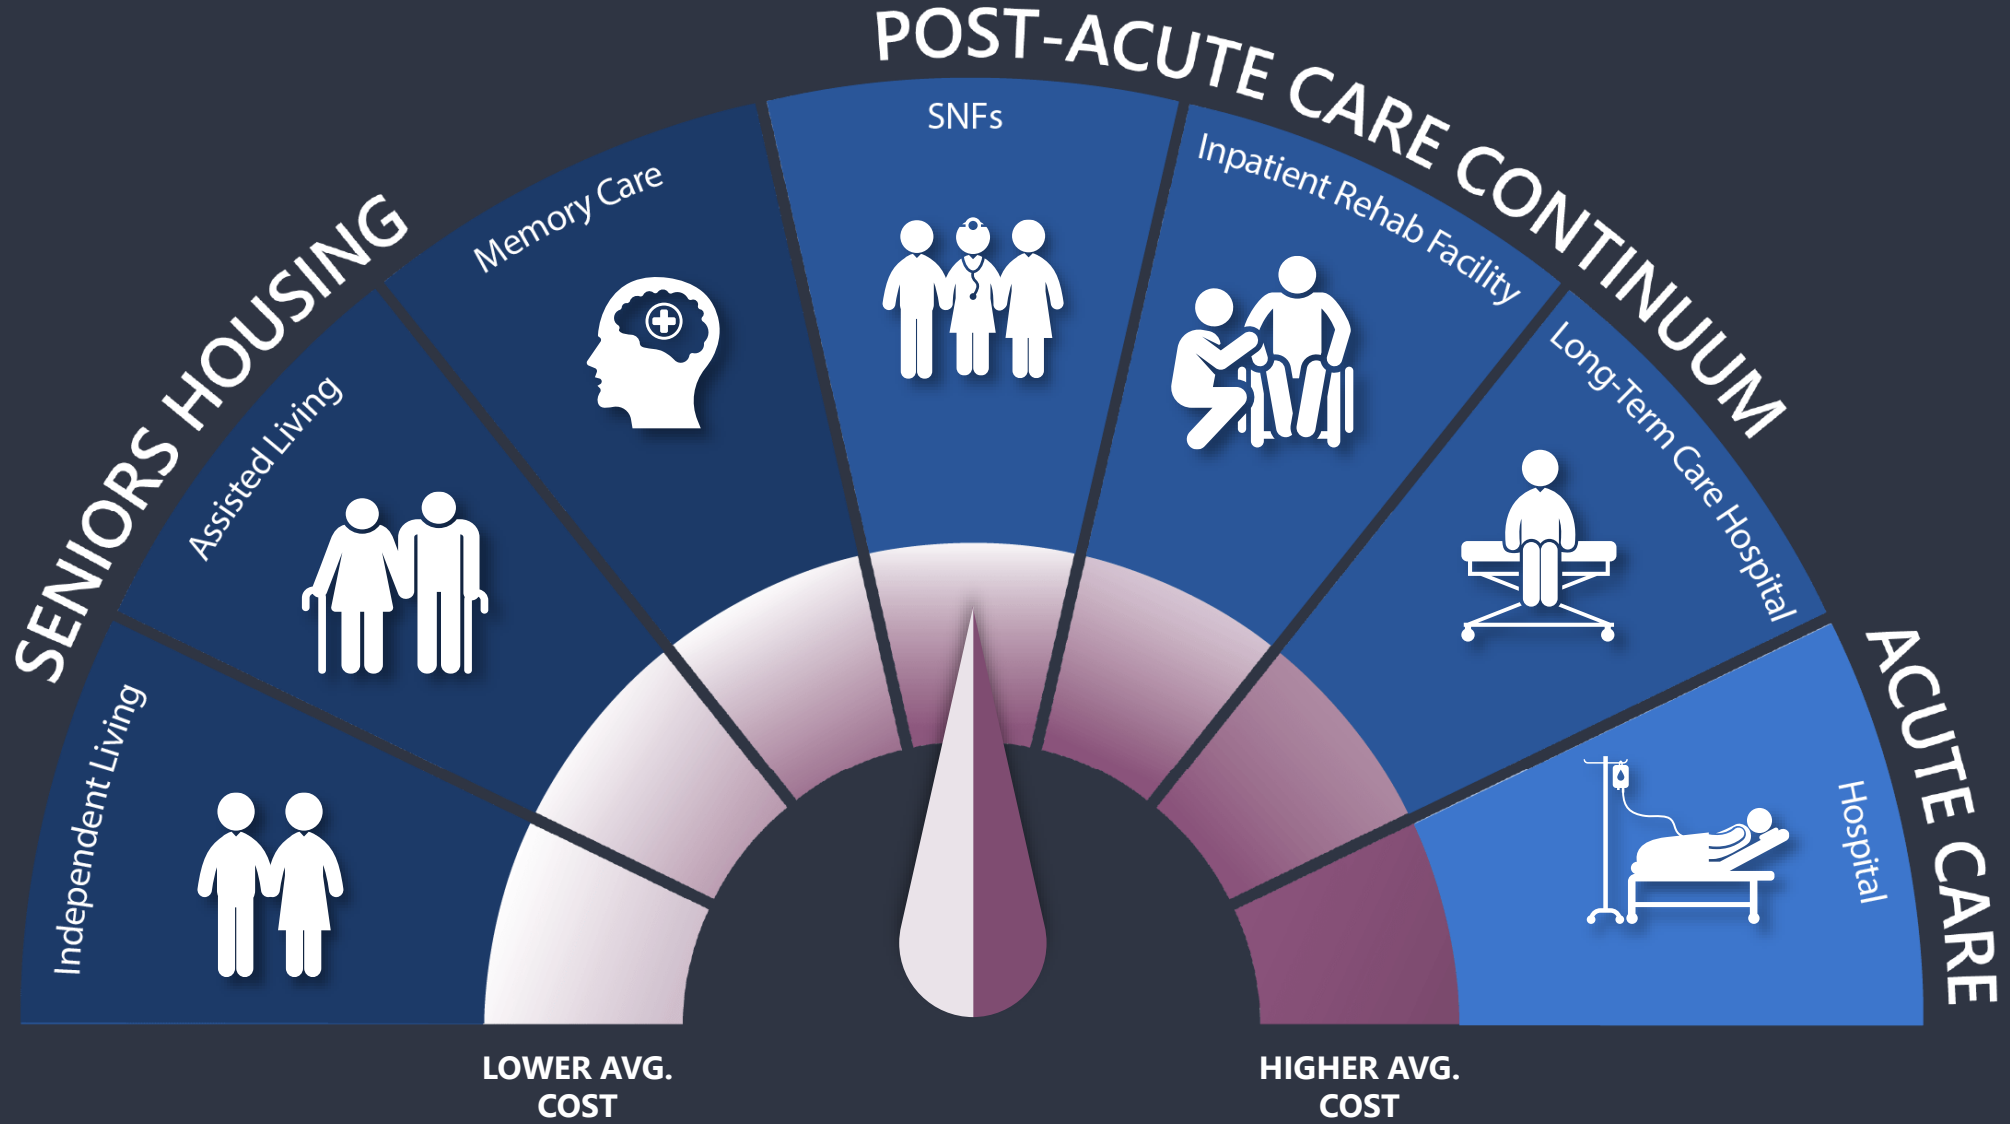 POST-ACUTE CARE CONTINUUM
SENIORS HOUSING
ACUTE CARE
Independent Living
Assisted Living
Memory Care
SNFs
Inpatient Rehab Facility
Long-Term Care Hospital
Hospital
LOWER AVG.
COST
HIGHER AVG.
COST